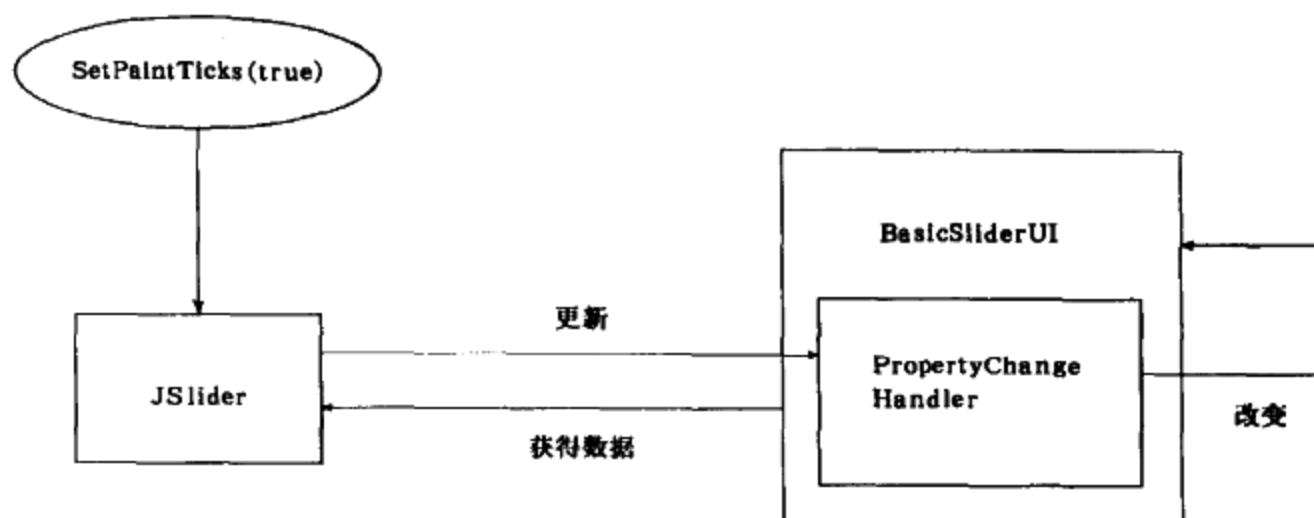 SetPaintTicks(true)
BasicSliderUI
更新
PropertyChange
Handler
JSlider
改变
获得数据